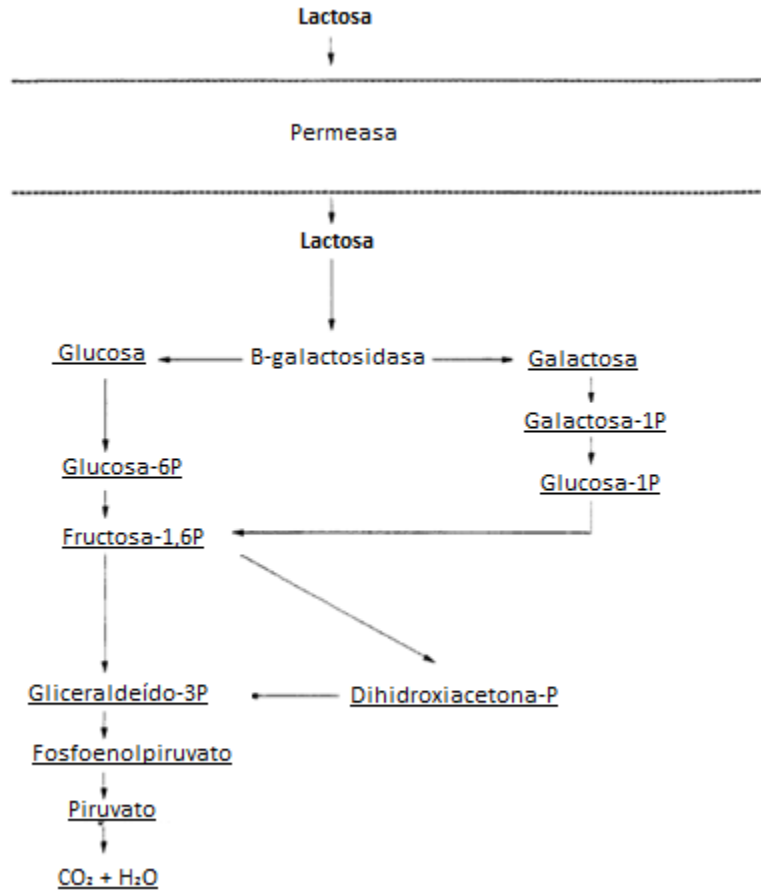 Lactosa
Permeasa
Lactosa
Glucosa B-galactosidasa Galactosa
Galactosa-1P
Glucosa-6P
Glucosa-1P
Fructosa-1,6P
Gliceraldeído-3P Dihidroxiacetona-P
Fosfoenolpiruvato
Piruvato
CO₂ + H₂O